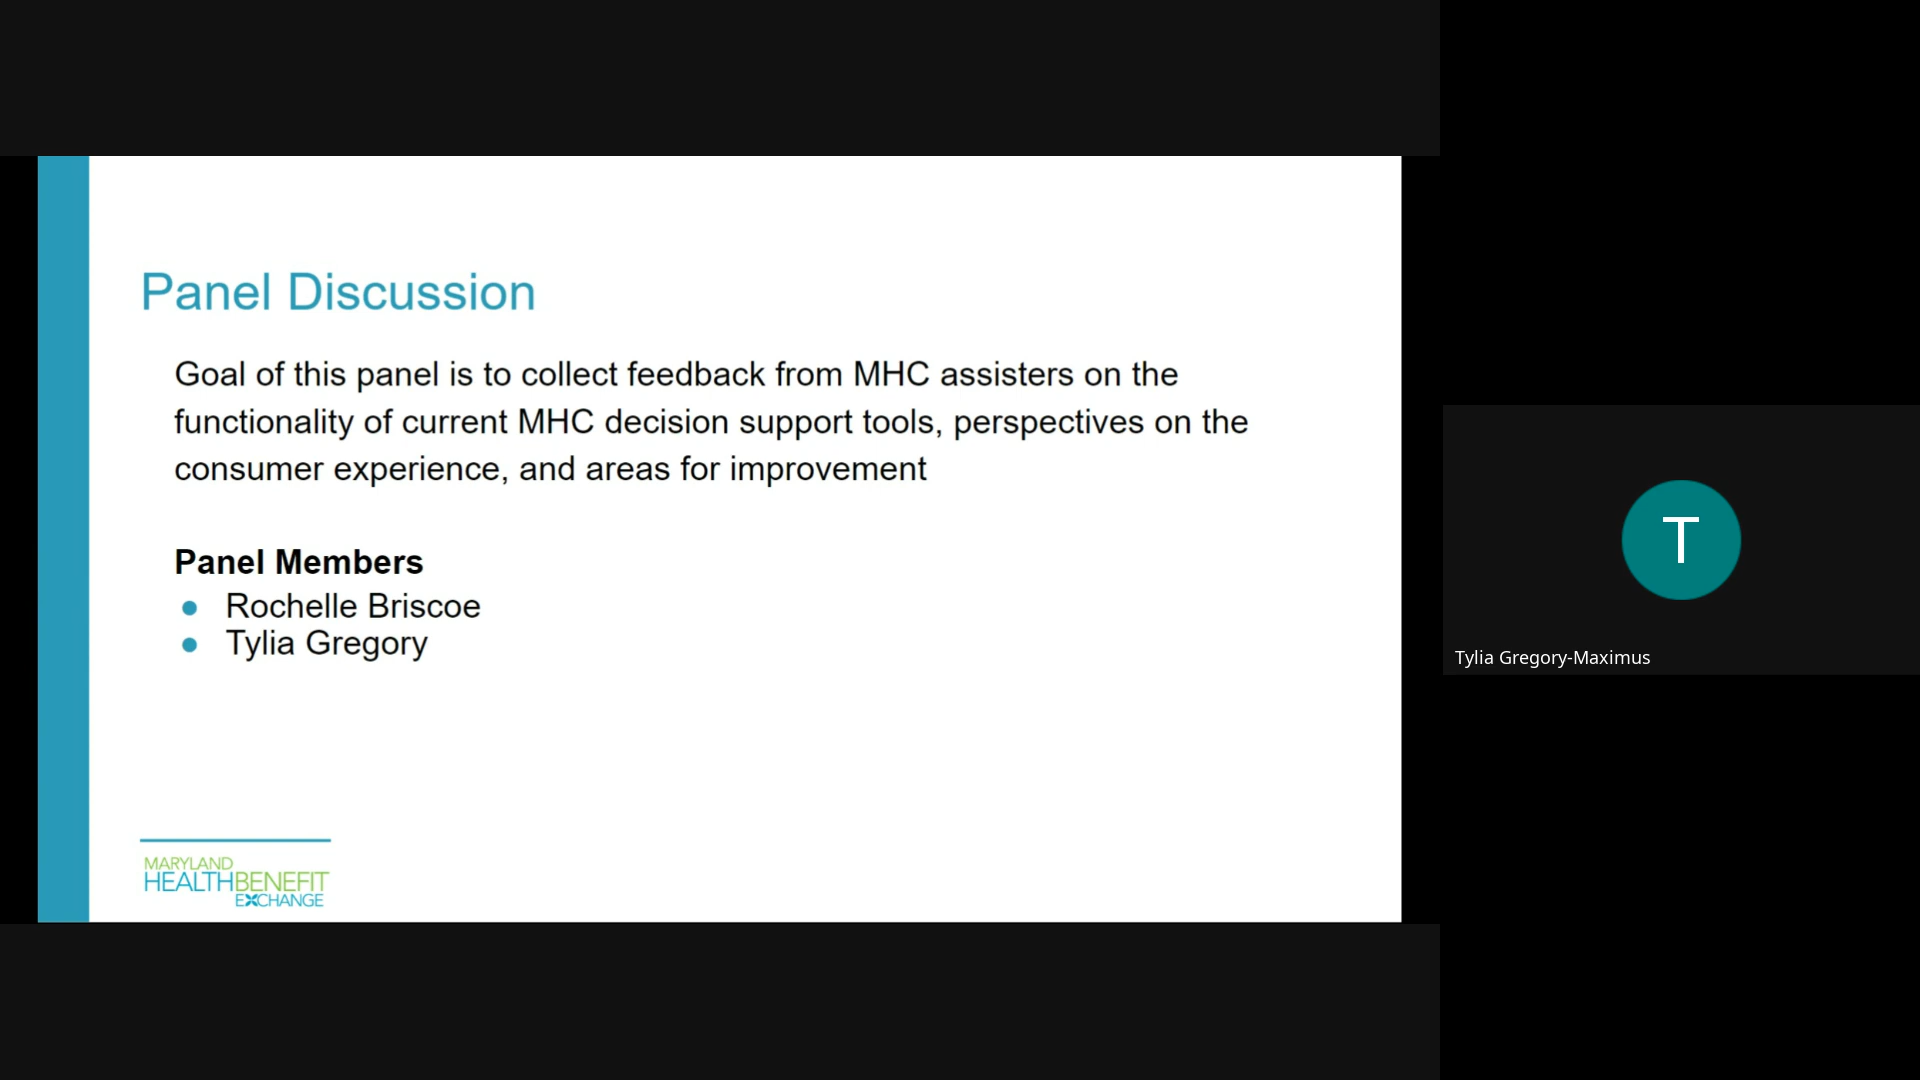 Panel Discussion
Goal of this panel is to collect feedback from MHC assisters on the
functionality of current MHC decision support tools, perspectives on the
consumer experience, and areas for improvement
Panel Members
● Rochelle Briscoe
● Tylia Gregory
MARYLAND
HEALTHBENEFIT
EXCHANGE
T
Tylia Gregory-Maximus